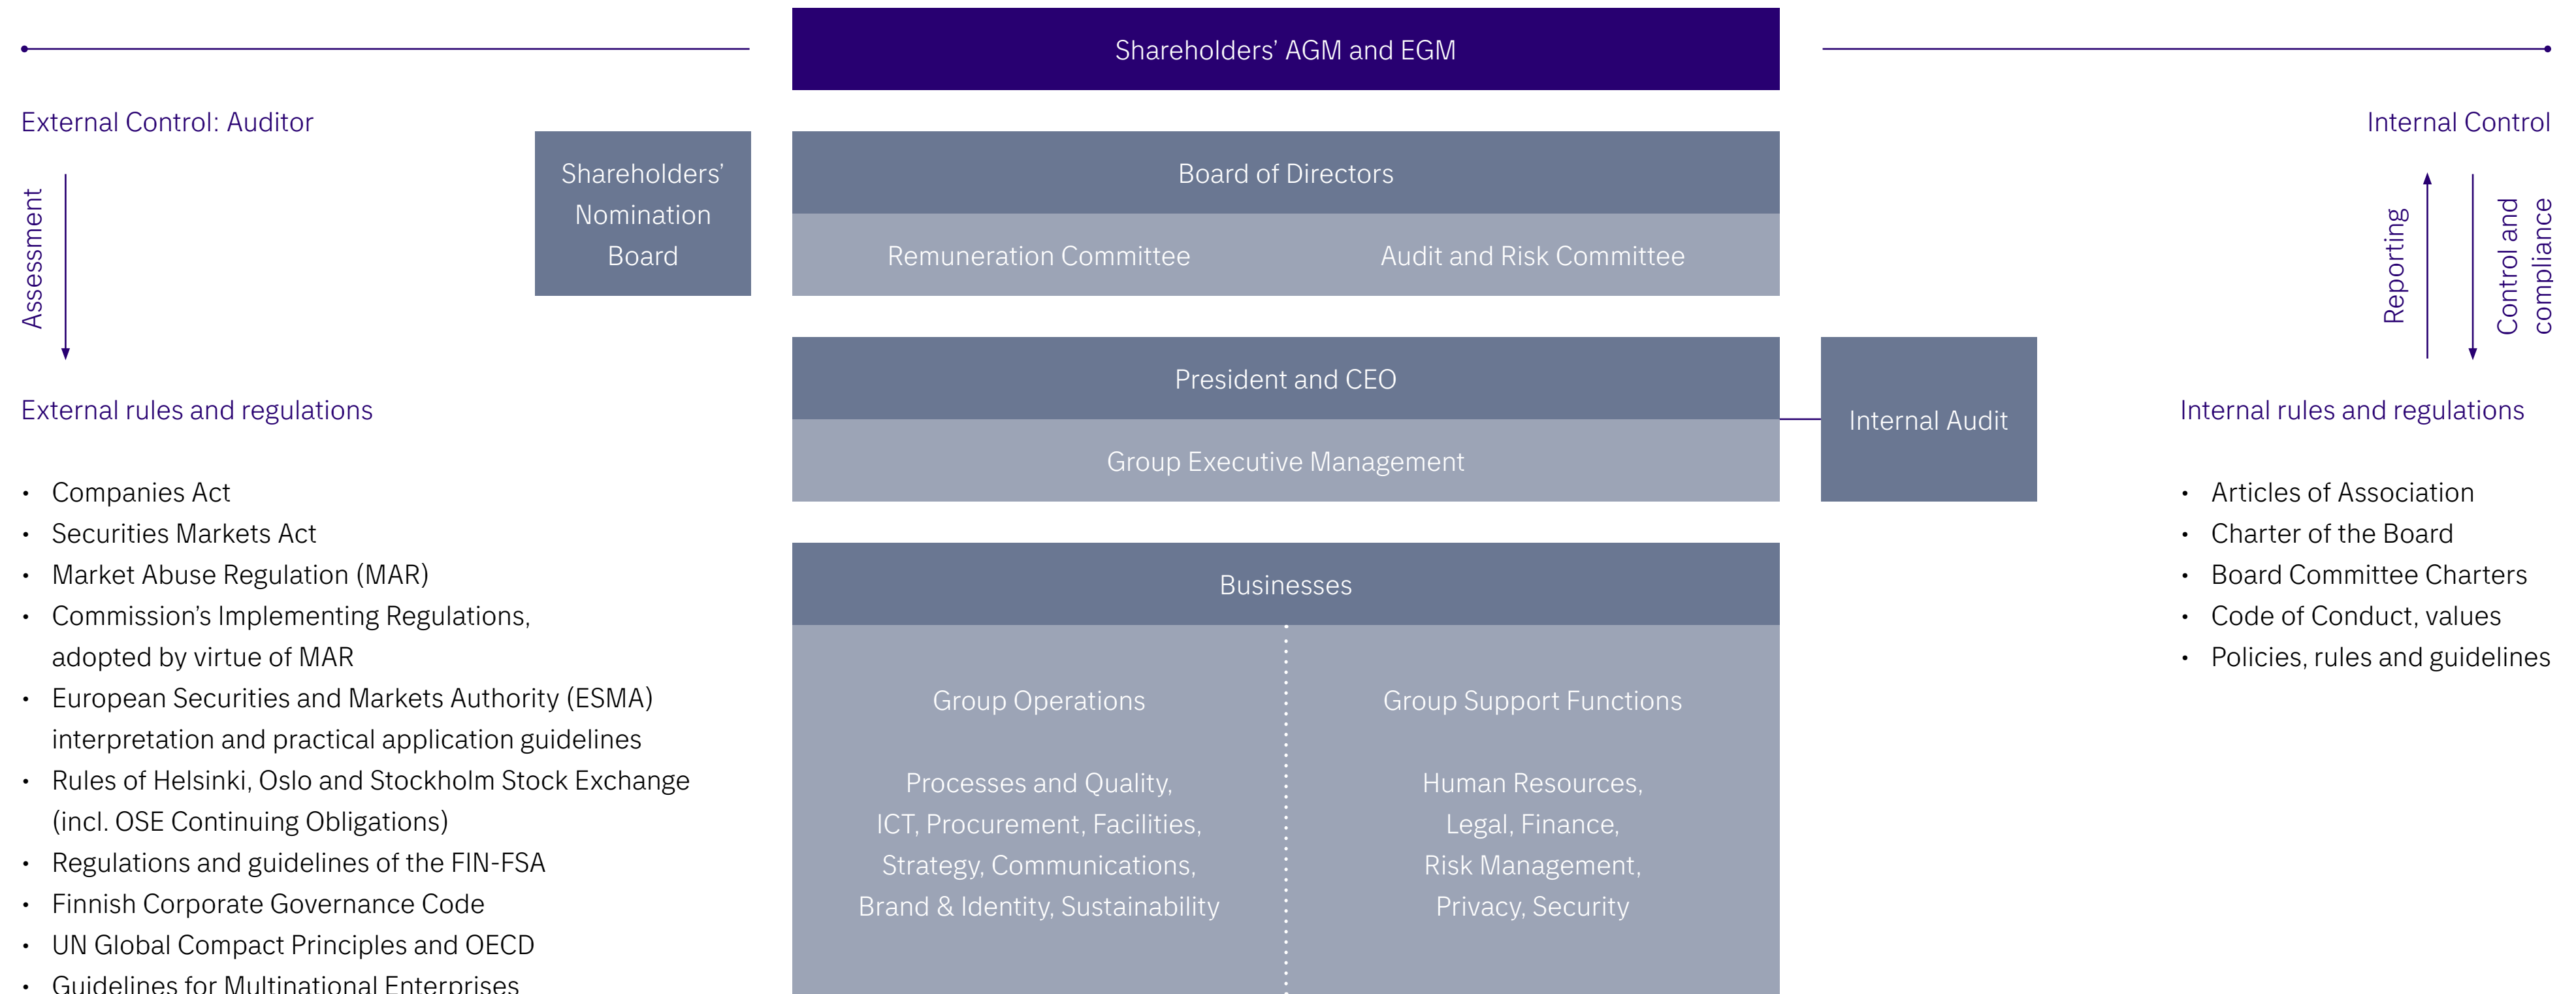 Shareholders’ AGM and EGM
External Control: Auditor
Assessment
External rules and regulations
• Companies Act
• Securities Markets Act
• Market Abuse Regulation (MAR)
• Commission’s Implementing Regulations,
adopted by virtue of MAR
• European Securities and Markets Authority (ESMA)
interpretation and practical application guidelines
• Rules of Helsinki, Oslo and Stockholm Stock Exchange
(incl. OSE Continuing Obligations)
• Regulations and guidelines of the FIN-FSA
• Finnish Corporate Governance Code
• UN Global Compact Principles and OECD
• Guidelines for Multinational Enterprises
Shareholders’
Nomination
Board
Board of Directors
Remuneration Committee
Audit and Risk Committee
President and CEO
Group Executive Management
Internal Audit
Businesses
Group Operations
Processes and Quality,
ICT, Procurement, Facilities,
Strategy, Communications,
Brand & Identity, Sustainability
Group Support Functions
Human Resources,
Legal, Finance,
Risk Management,
Privacy, Security
Internal Control
Reporting
Control and
compliance
Internal rules and regulations
• Articles of Association
• Charter of the Board
• Board Committee Charters
• Code of Conduct, values
• Policies, rules and guidelines